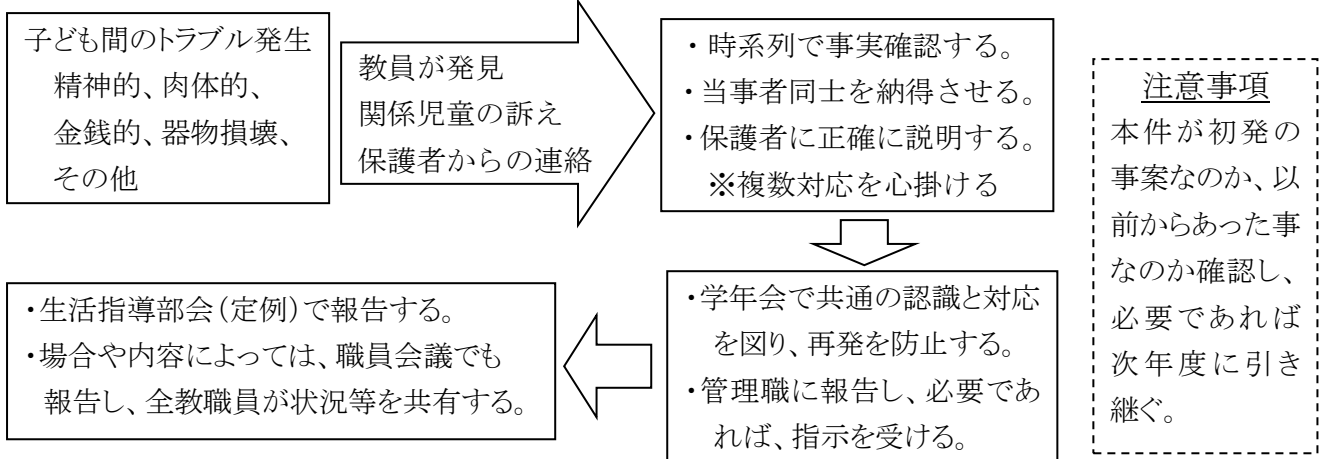 子ども間のトラブル発生
精神的、肉体的、
金銭的、器物損壊、
その他
教員が発見
関係児童の訴え
保護者からの連絡
・時系列で事実確認する。
・当事者同士を納得させる。
・保護者に正確に説明する。
※複数対応を心掛ける
注意事項
本件が初発の
事案なのか、以
前からあった事
なのか確認し、
必要であれば
次年度に引き
継ぐ。
・学年会で共通の認識と対応
を図り、再発を防止する。
・管理職に報告し、必要であ
れば、指示を受ける。
・生活指導部会(定例)で報告する。
・場合や内容によっては、職員会議でも
報告し、全教職員が状況等を共有する。